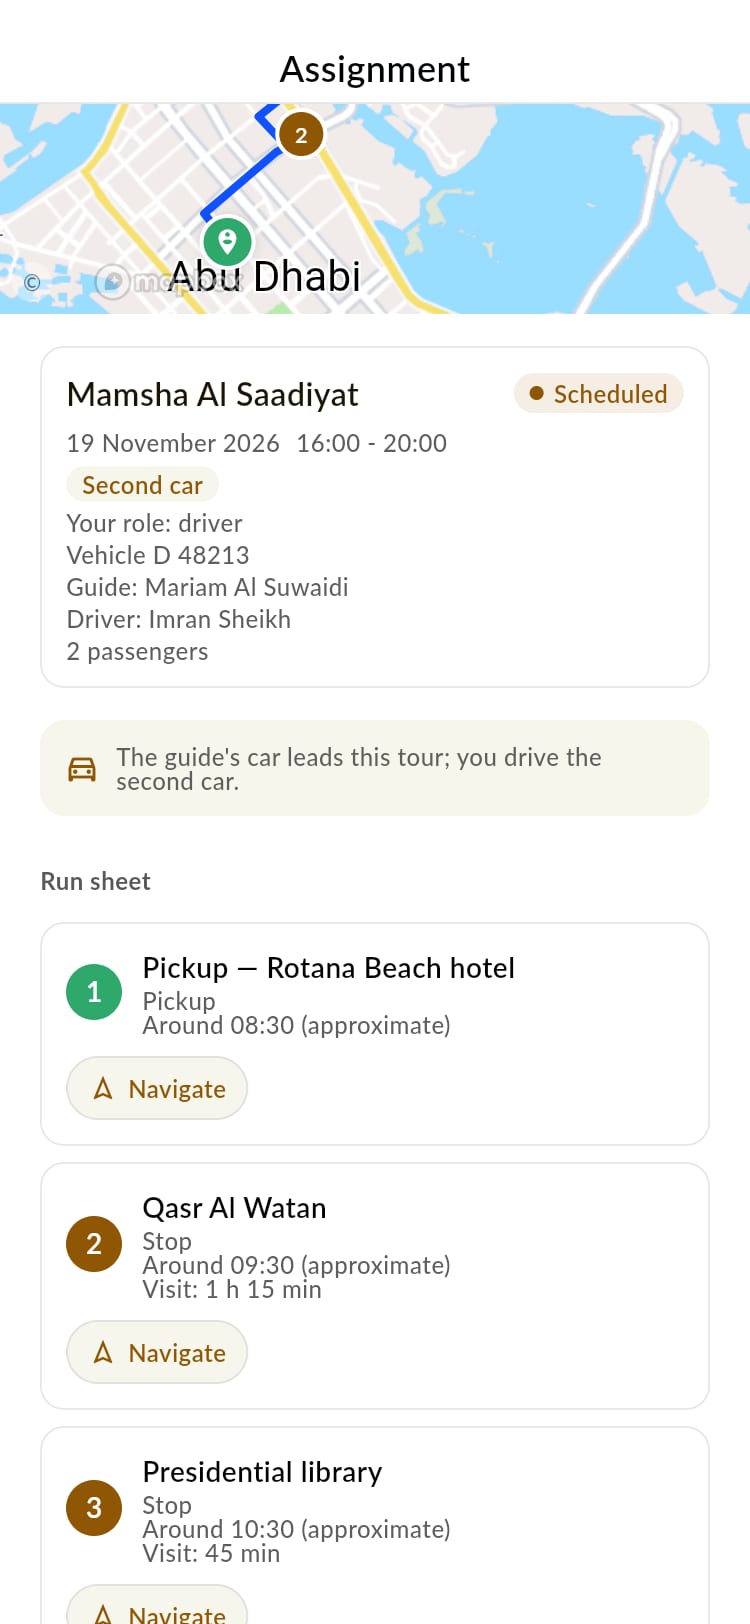 Assignment
2
Abu Dhabi
© mapbox
Mamsha Al Saadiyat
Scheduled
19 November 2026 16:00 - 20:00
Second car
Your role: driver
Vehicle D 48213
Guide: Mariam Al Suwaidi
Driver: Imran Sheikh
2 passengers
The guide's car leads this tour; you drive the
second car.
Run sheet
1
Pickup — Rotana Beach hotel
Pickup
Around 08:30 (approximate)
Navigate
2
Qasr Al Watan
Stop
Around 09:30 (approximate)
Visit: 1 h 15 min
Navigate
3
Presidential library
Stop
Around 10:30 (approximate)
Visit: 45 min
Navigate